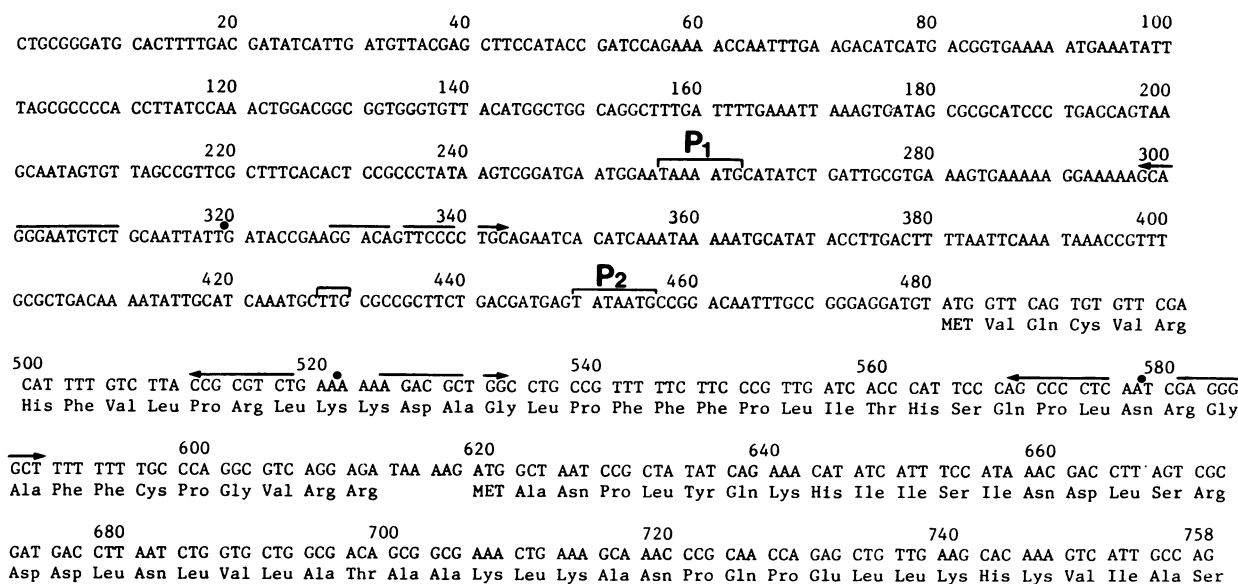 20 40 60 80 100
CTGCGGGATG CACTTTTGAC GATATCATTG ATGTTACGAG CTTCCATACC GATCCAGAAA ACCAATTTGA AGACATCATG ACGGTGAAAA ATGAAATATT
120 140 160 180 200
TAGCGCCCCA CCTTATCCAA ACTGGACGGC GGTGGGTGTT ACATGGCTGG CAGGCTTTGA TTTTGAAATT AAAGTGATAG CGCGCATCCC TGACCAGTAA
220 240 P1 280 300
GCAATAGTGT TAGCCGTTCG CTTTCACACT CCGCCCTATA AGTCGGATGA ATGGAATAAA ATGCATATCT GATTGCGTGA AAGTGAAAAA GGAAAAAGCA
320 340 360 380 400
GGGAATGTCT GCAATTATTG ATACCGAAGG ACAGTTCCCC TGCAGAATCA CATCAAATAA AAATGCATAT ACCTTGACTT TTAATTCAAA TAAACCGTTT
420 440 P2 460 480
GCGCTGACAA AATATTGCAT CAAATGCTTG CGCCGCTTCT GACGATGAGT ATAATGCCGG ACAATTTGCC GGGAGGATGT ATG GTT CAG TGT GTT CGA
MET Val Gln Cys Val Arg
500 520 540 560 580
CAT TTT GTC TTA CCG CGT CTG AAA AAA GAC GCT GGC CTG CCG TTT TTC TTC CCG TTG ATC ACC CAT TCC CAG CCC CTC AAT CGA GGG
His Phe Val Leu Pro Arg Leu Lys Lys Asp Ala Gly Leu Pro Phe Phe Phe Pro Leu Ile Thr His Ser Gln Pro Leu Asn Arg Gly
600 620 640 660
GCT TTT TTT TGC CCA GGC GTC AGG AGA TAA AAG ATG GCT AAT CCG CTA TAT CAG AAA CAT ATC ATT TCC ATA AAC GAC CTT AGT CGC
Ala Phe Phe Cys Pro Gly Val Arg Arg MET Ala Asn Pro Leu Tyr Gln Lys His Ile Ile Ser Ile Asn Asp Leu Ser Arg
680 700 720 740 758
GAT GAC CTT AAT CTG GTG CTG GCG ACA GCG GCG AAA CTG AAA GCA AAC CCG CAA CCA GAG CTG TTG AAG CAC AAA GTC ATT GCC AG
Asp Asp Leu Asn Leu Val Leu Ala Thr Ala Ala Lys Leu Lys Ala Asn Pro Gln Pro Glu Leu Leu Lys His Lys Val Ile Ala Ser